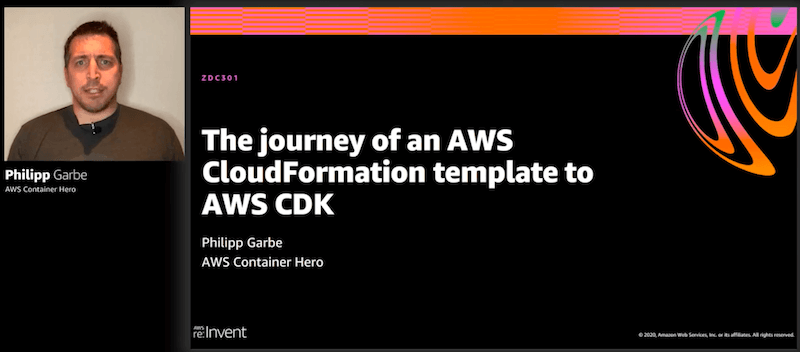 Philipp Garbe
AWS Container Hero
ZDC301
The journey of an AWS
CloudFormation template to
AWS CDK
Philipp Garbe
AWS Container Hero
AWS
re:Invent
© 2020, Amazon Web Services, Inc. or its affiliates. All rights reserved.